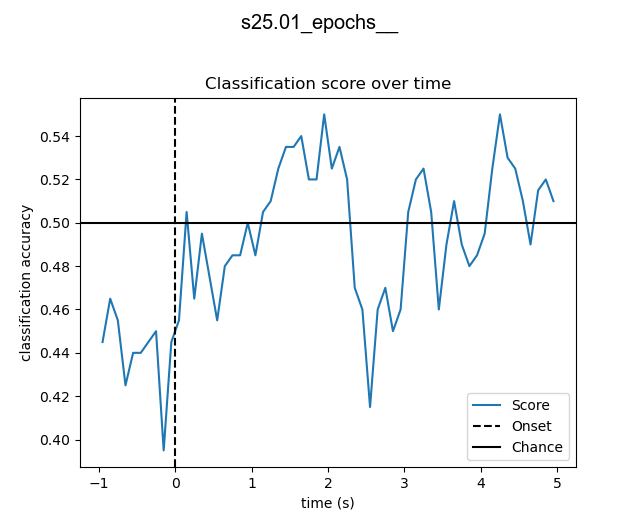 s25.01_epochs__
Classification score over time
classification accuracy
0.54
0.52
0.50
0.48
0.46
0.44
0.42
0.40
−1
0
1
2
3
4
5
time (s)
Score
Onset
Chance